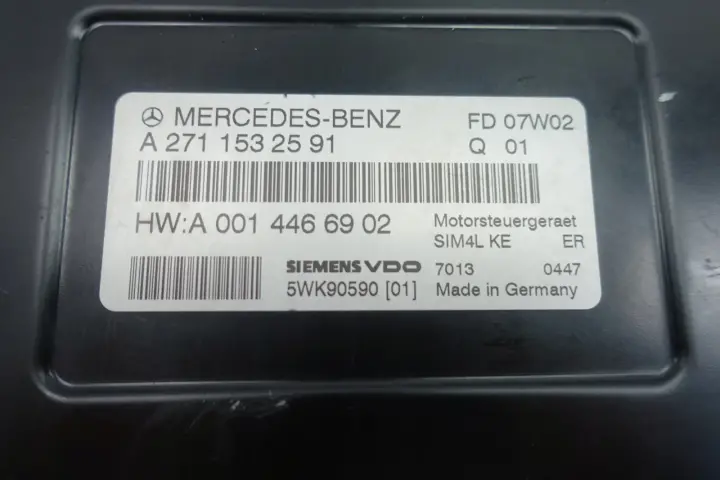 MERCEDES-BENZ FD 07W02
A 271 153 25 91 Q 01
HW:A 001 446 69 02 Motorsteuergeraet
SIM4L KE ER
SIEMENS VDO 7013 0447
5WK90590 [01] Made in Germany